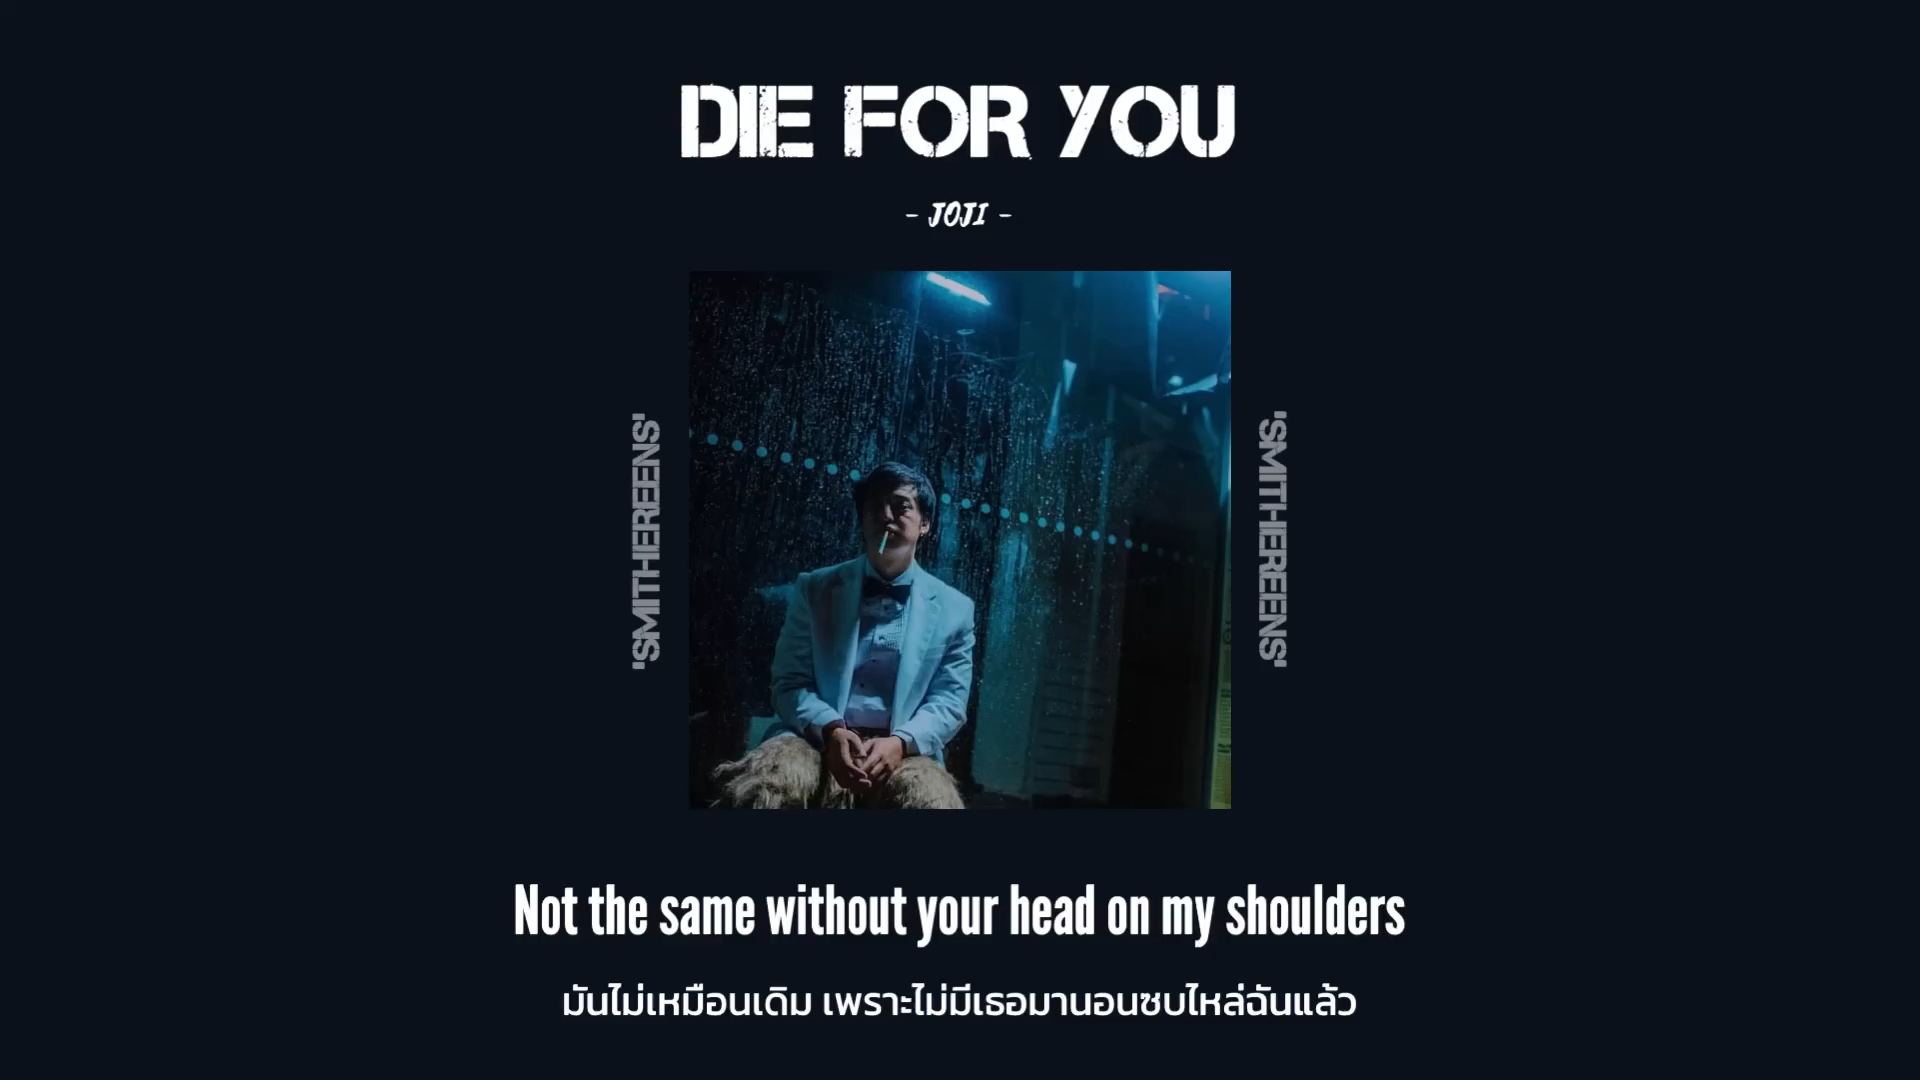 DIE FOR YOU
- JOJI -
'SMITHEREENS'
'SMITHEREENS'
Not the same without your head on my shoulders
มันไม่เหมือนเดิม เพราะไม่มีเธอมานอนซบไหล่ฉันแล้ว